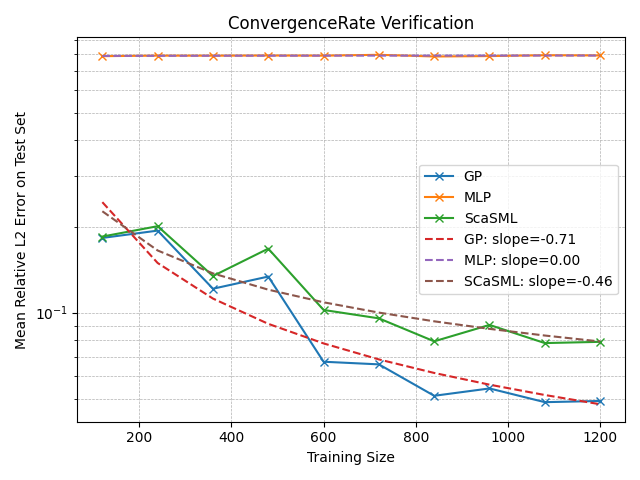 ConvergenceRate Verification
Mean Relative L2 Error on Test Set
10⁻¹
GP
MLP
ScaSML
GP: slope=-0.71
MLP: slope=0.00
SCaSML: slope=-0.46
200 400 600 800 1000 1200
Training Size